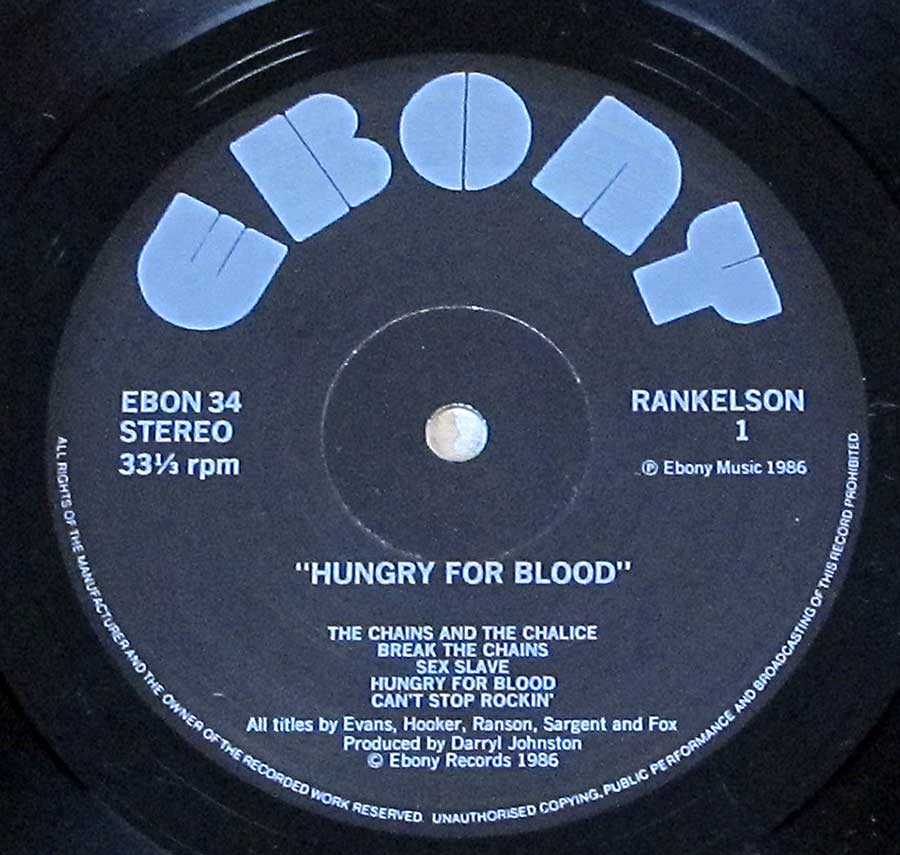 EBONY
EBON 34
STEREO
33⅓ rpm
RANKELSON
1
℗ Ebony Music 1986
"HUNGRY FOR BLOOD"
THE CHAINS AND THE CHALICE
BREAK THE CHAINS
SEX SLAVE
HUNGRY FOR BLOOD
CAN'T STOP ROCKIN'
All titles by Evans, Hooker, Ranson, Sargent and Fox
Produced by Darryl Johnston
© Ebony Records 1986
ALL RIGHTS OF THE MANUFACTURER AND THE OWNER OF THE RECORDED WORK RESERVED. UNAUTHORISED COPYING, PUBLIC PERFORMANCE AND BROADCASTING OF THIS RECORD PROHIBITED.